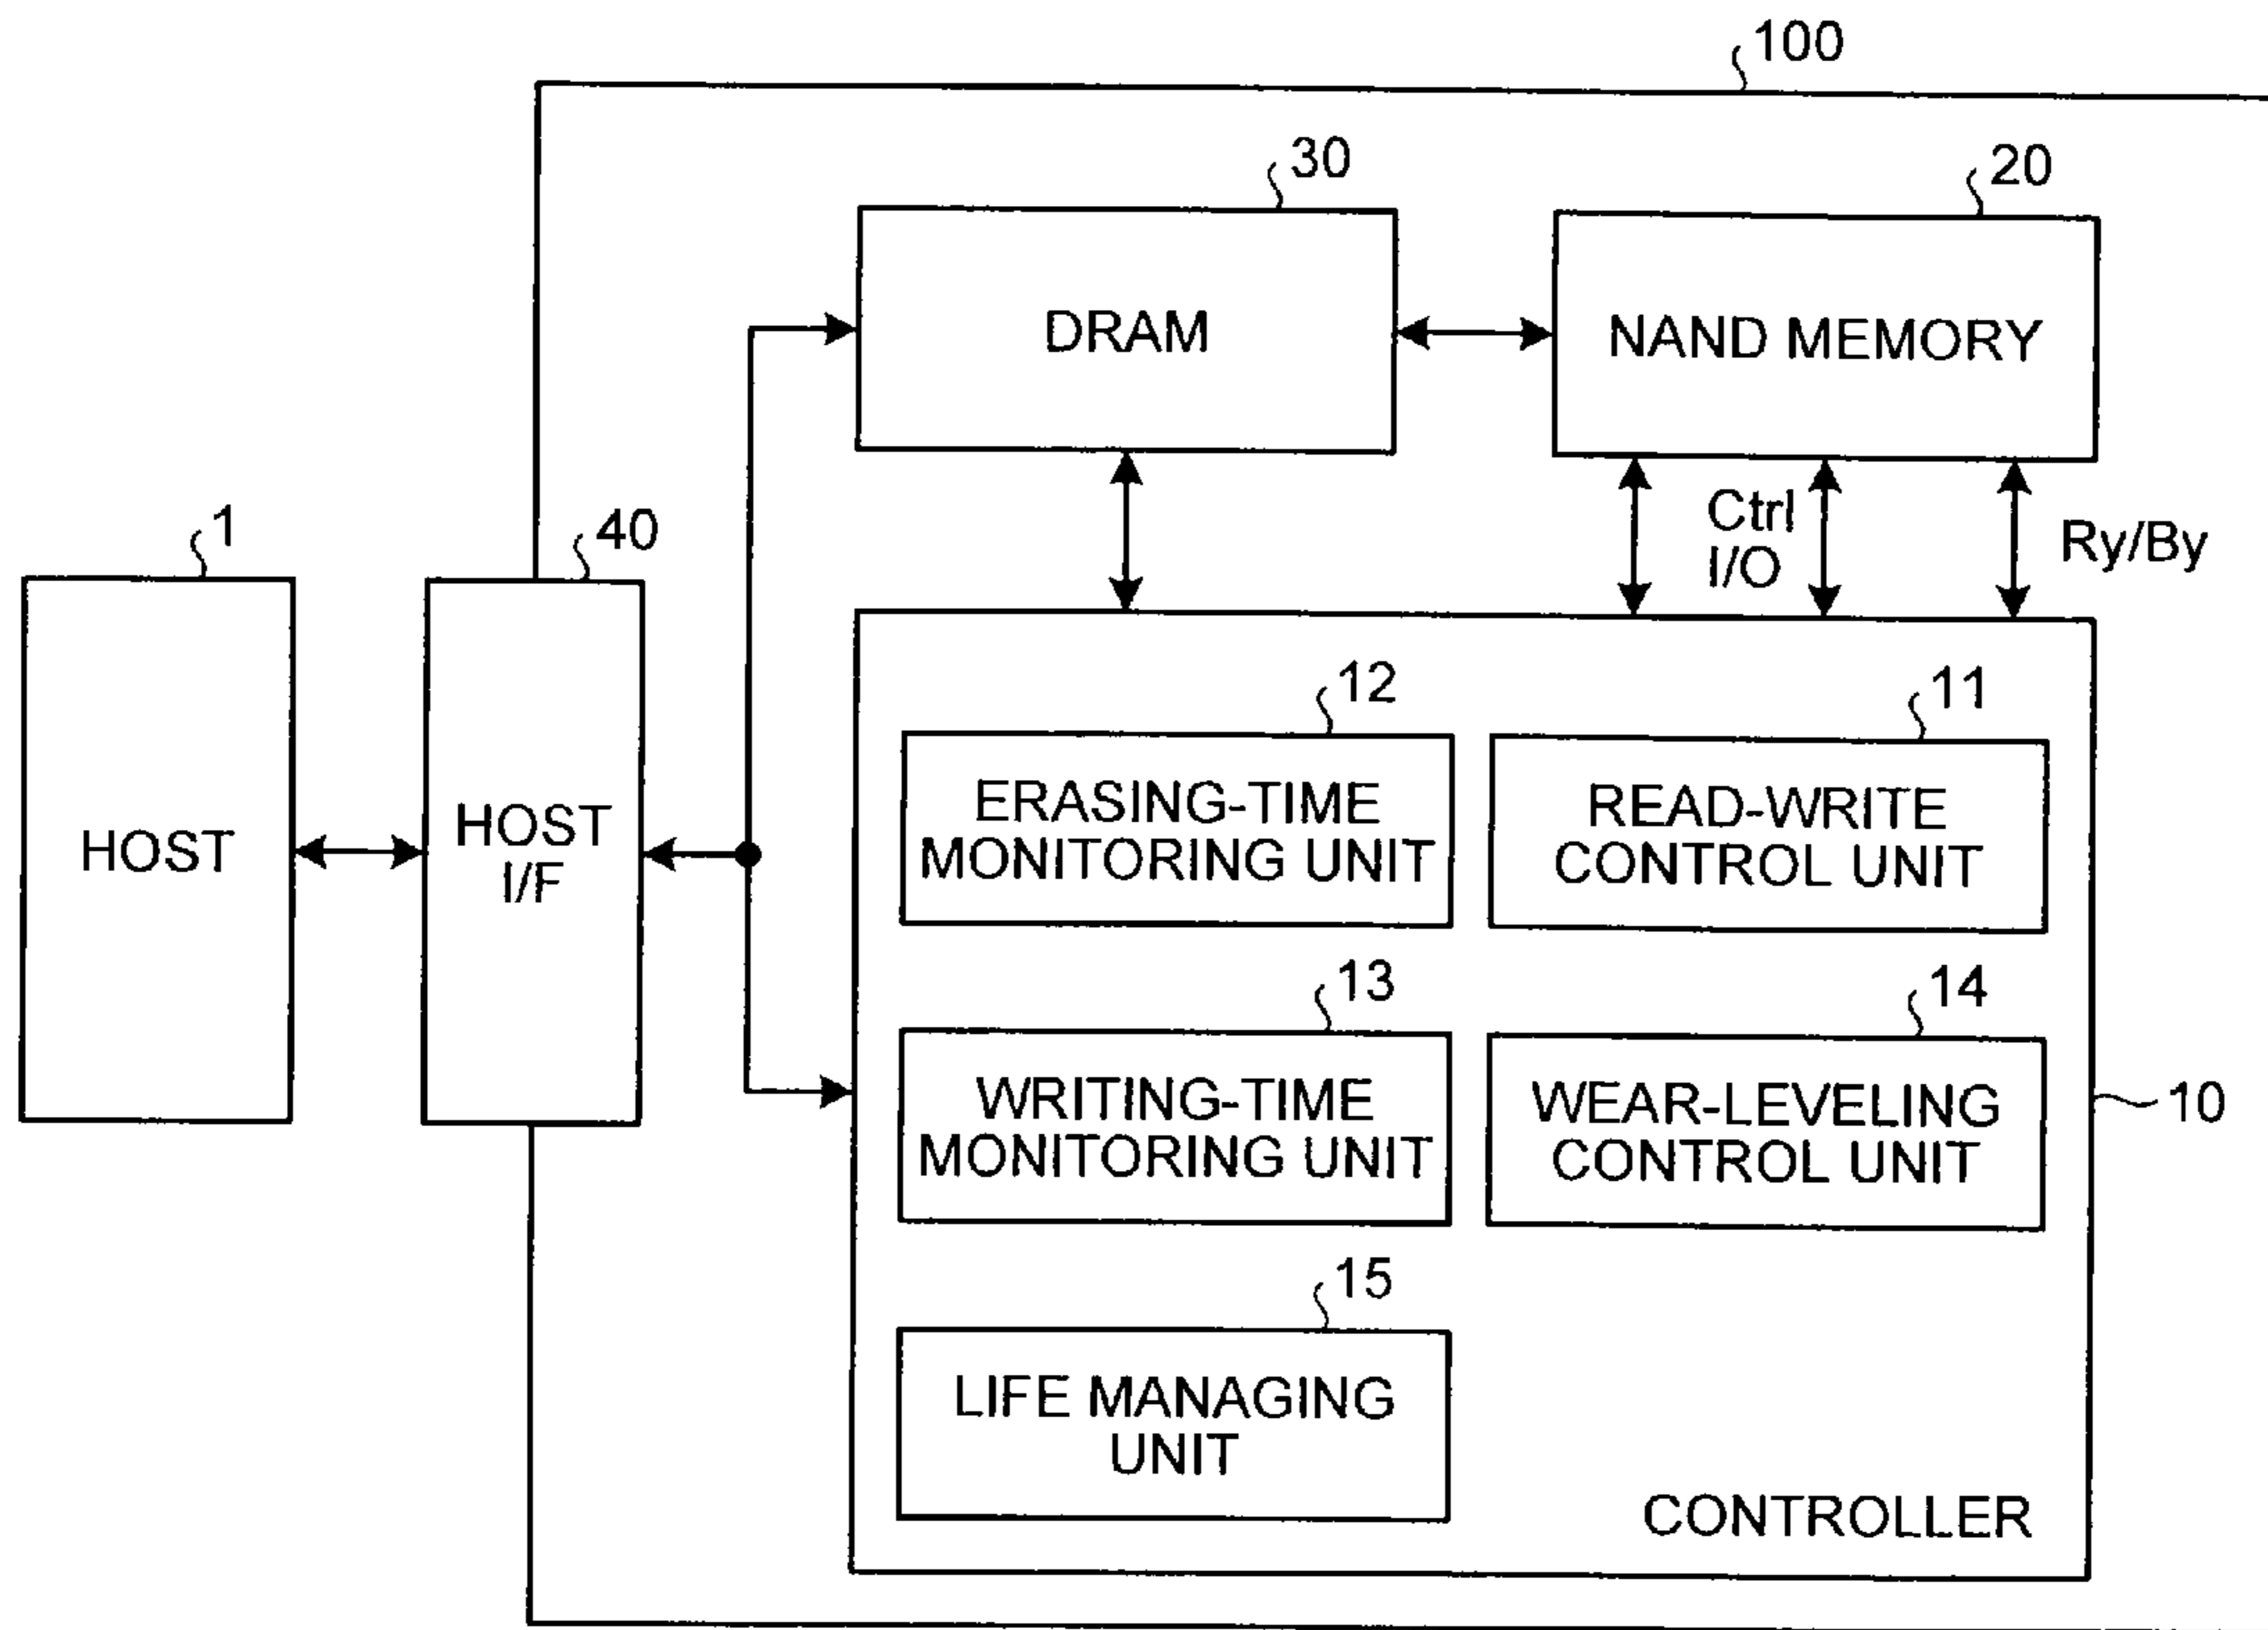 100
30
20
DRAM
NAND MEMORY
1
40
Ctrl
I/O
Ry/By
12
11
HOST
HOST
I/F
ERASING-TIME
MONITORING UNIT
READ-WRITE
CONTROL UNIT
13
14
WRITING-TIME
MONITORING UNIT
WEAR-LEVELING
CONTROL UNIT
10
15
LIFE MANAGING
UNIT
CONTROLLER